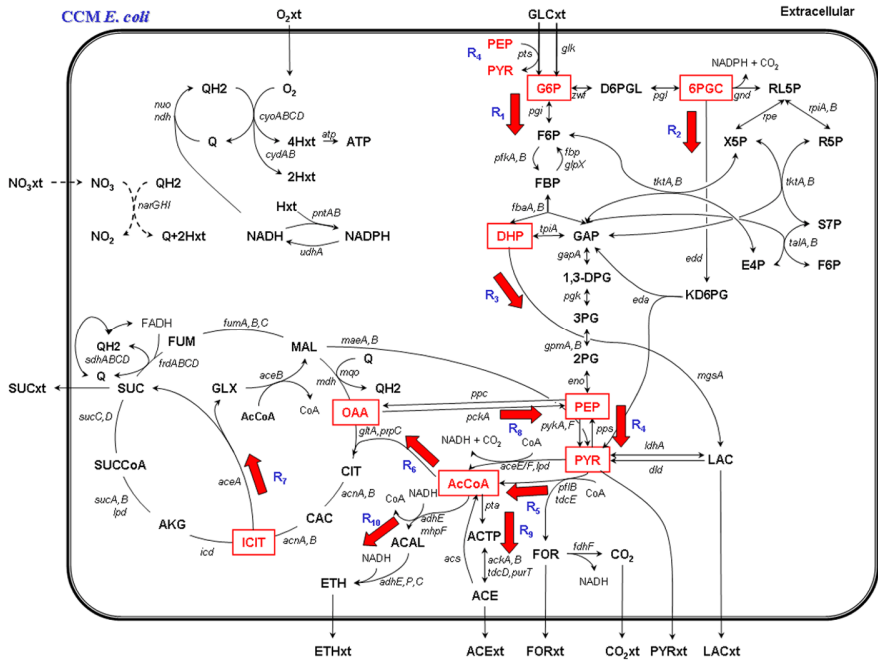 CCM E. coli
O2xt
GLCxt
Extracellular
PEP
pts
glk
R4
PYR
NADPH + CO2
QH2
O2
G6P
zwf
D6PGL
pgl
6PGC
gnd
RL5P
nuo
ndh
cyoABCD
R1
pgi
R2
rpe
rpiA, B
Q
4Hxt
atp
ATP
F6P
X5P
R5P
cydAB
pfkA, B
fbp
glpX
2Hxt
NO3xt
NO3
QH2
FBP
tktA,B
tktA,B
narGHI
Hxt
pntAB
fbaA,B
S7P
NO2
Q+2Hxt
NADH
NADPH
DHP
tpiA
GAP
talA,B
udhA
gapA
edd
E4P
F6P
1,3-DPG
R3
pgk
eda
KD6PG
3PG
FADH
fumA,B,C
gpmA, B
QH2
FUM
MAL
maeA, B
2PG
sdhABCD
frdABCD
Q
mgsA
Q
aceB
mqo
eno
SUCxt
SUC
GLX
mdh
QH2
ppc
AcCoA
CoA
OAA
pckA
PEP
sucC,D
R8
pykA,F
pps
R4
gltA,prpC
NADH + CO2
CoA
ldhA
SUCCoA
R7
R6
aceE/F,lpd
PYR
dld
LAC
aceA
CIT
AcCoA
pflB
sucA,B
lpd
acnA,B
CoA
NADH
R5
tdcE
CoA
CAC
pta
R9
AKG
R10
adhE
mhpF
ICIT
acnA,B
ACAL
ACTP
icd
FOR
fdhF
CO2
NADH
acs
ackA,B
tdcD,purT
NADH
ETH
adhE,P,C
ACE
ETHxt
ACExt
FORxt
CO2xt
PYRxt
LACxt